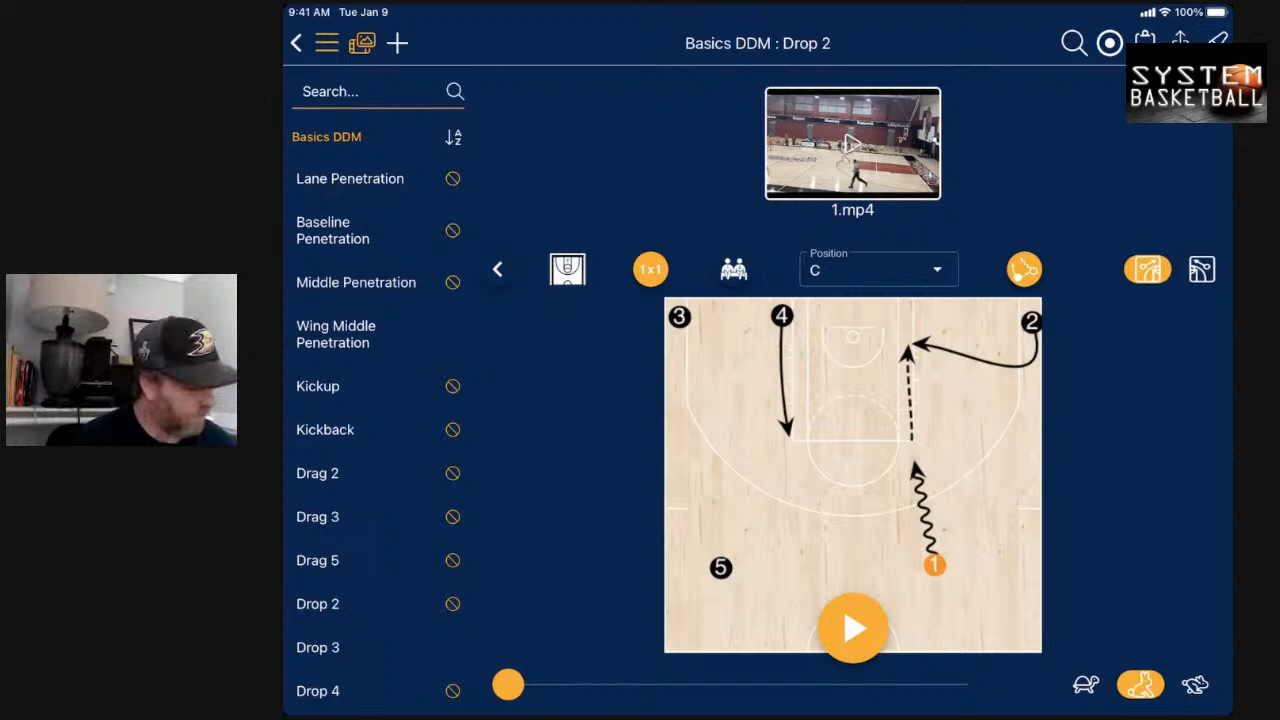 9:41 AM Tue Jan 9
100%
Basics DDM : Drop 2
SYSTEM
BASKETBALL
Search...
Basics DDM
A
Z
Lane Penetration
Baseline
Penetration
Middle Penetration
Wing Middle
Penetration
Kickup
Kickback
Drag 2
Drag 3
Drag 5
Drop 2
Drop 3
Drop 4
1.mp4
1x1
Position
C
3
4
2
5
1